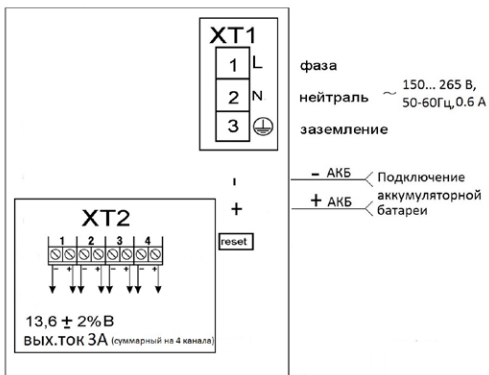 XT1
1 L фаза
2 N нейтраль ~ 150... 265 В,
50-60Гц,0.6 А
3 заземление
- - АКБ Подключение
+ + АКБ аккумуляторной
батареи
reset
XT2
1 2 3 4
- + - + - + - +
13,6 ± 2% В
вых.ток 3А (суммарный на 4 канала)